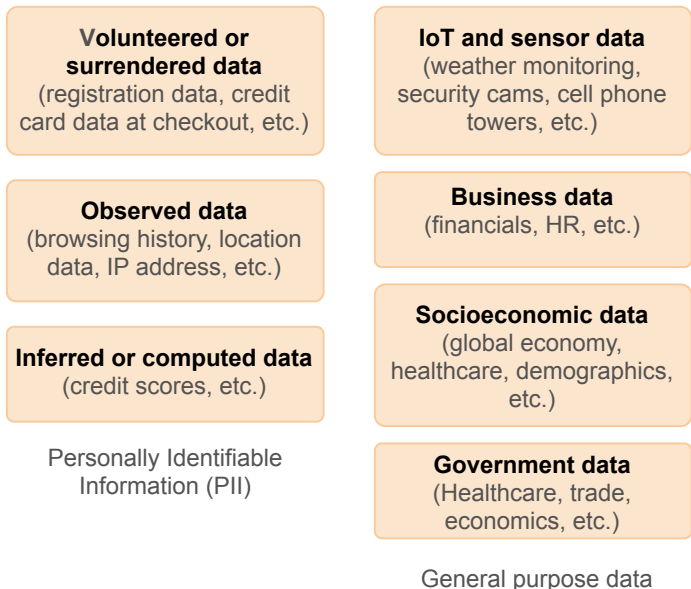 Volunteered or
surrendered data
(registration data, credit
card data at checkout, etc.)
Observed data
(browsing history, location
data, IP address, etc.)
Inferred or computed data
(credit scores, etc.)
Personally Identifiable
Information (PII)
IoT and sensor data
(weather monitoring,
security cams, cell phone
towers, etc.)
Business data
(financials, HR, etc.)
Socioeconomic data
(global economy,
healthcare, demographics,
etc.)
Government data
(Healthcare, trade,
economics, etc.)
General purpose data